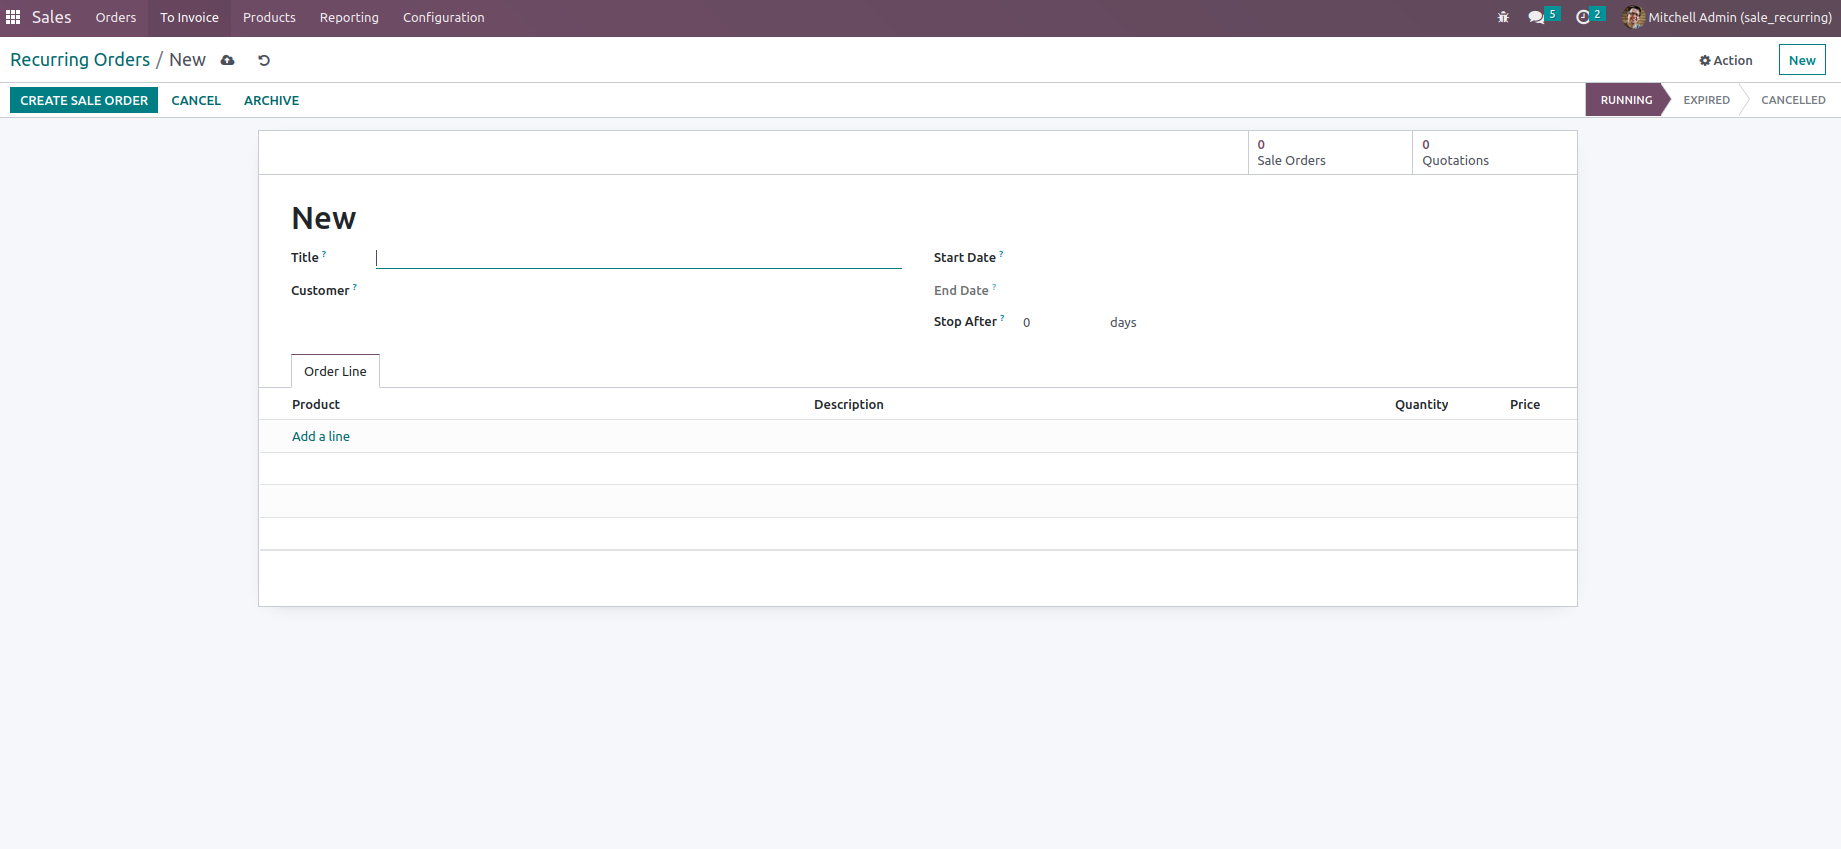 Sales Orders To Invoice Products Reporting Configuration 5 2 Mitchell Admin (sale_recurring)
Recurring Orders / New Action New
CREATE SALE ORDER CANCEL ARCHIVE RUNNING EXPIRED CANCELLED
0 0
Sale Orders Quotations
New
Title ? Start Date ?
Customer ? End Date ?
Stop After ? 0 days
Order Line
Product Description Quantity Price
Add a line